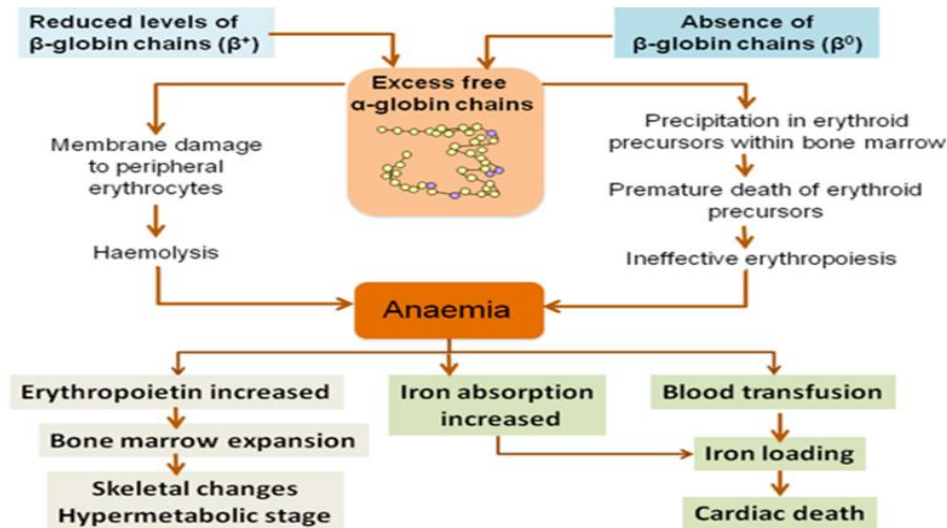 Reduced levels of
β-globin chains (β⁺)
Absence of
β-globin chains (β⁰)
Excess free
α-globin chains
Membrane damage
to peripheral
erythrocytes
Haemolysis
Precipitation in erythroid
precursors within bone marrow
Premature death of erythroid
precursors
Ineffective erythropoiesis
Anaemia
Erythropoietin increased
Bone marrow expansion
Skeletal changes
Hypermetabolic stage
Iron absorption
increased
Blood transfusion
Iron loading
Cardiac death